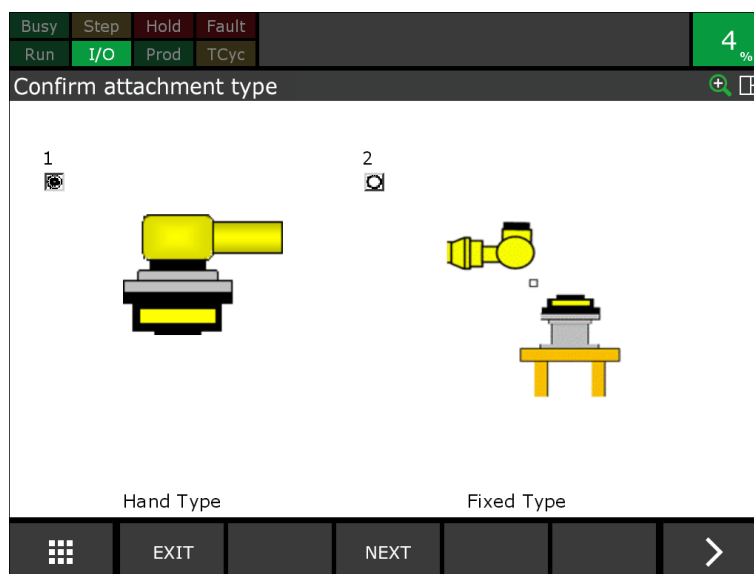 Busy Step Hold Fault
Run I/O Prod TCyc
4 %
Confirm attachment type
1 2
Hand Type Fixed Type
EXIT NEXT